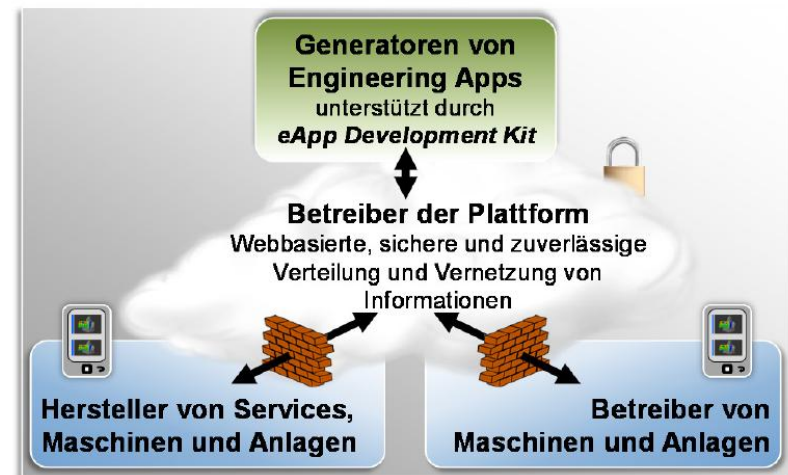 Generatoren von
Engineering Apps
unterstützt durch
eApp Development Kit
Betreiber der Plattform
Webbasierte, sichere und zuverlässige
Verteilung und Vernetzung von
Informationen
Hersteller von Services,
Maschinen und Anlagen
Betreiber von
Maschinen und Anlagen